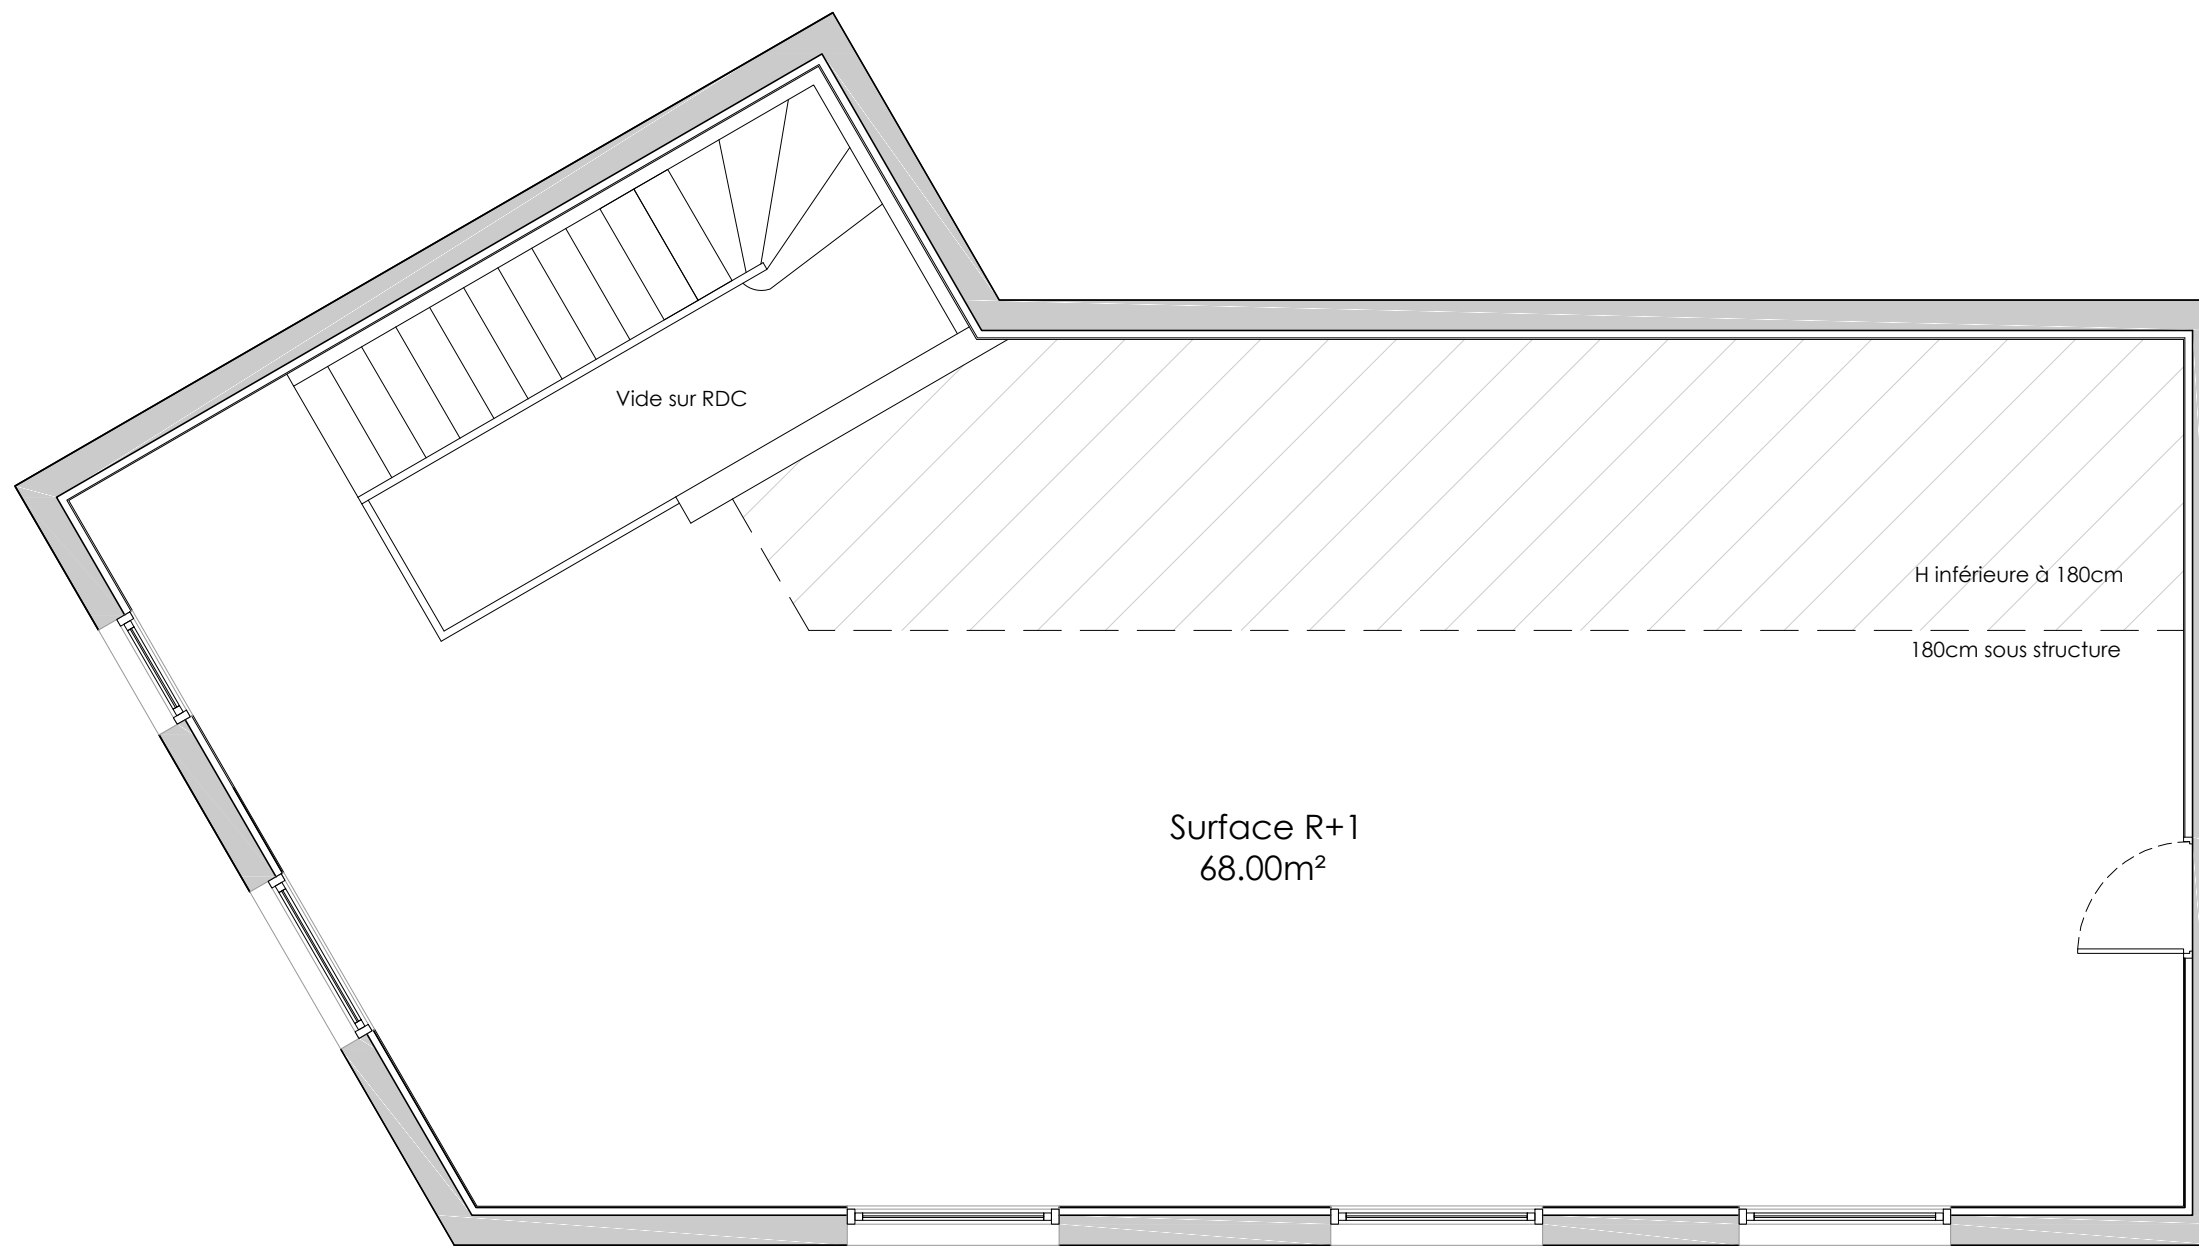 Vide sur RDC
H inférieure à 180cm
180cm sous structure
Surface R+1
68.00m²